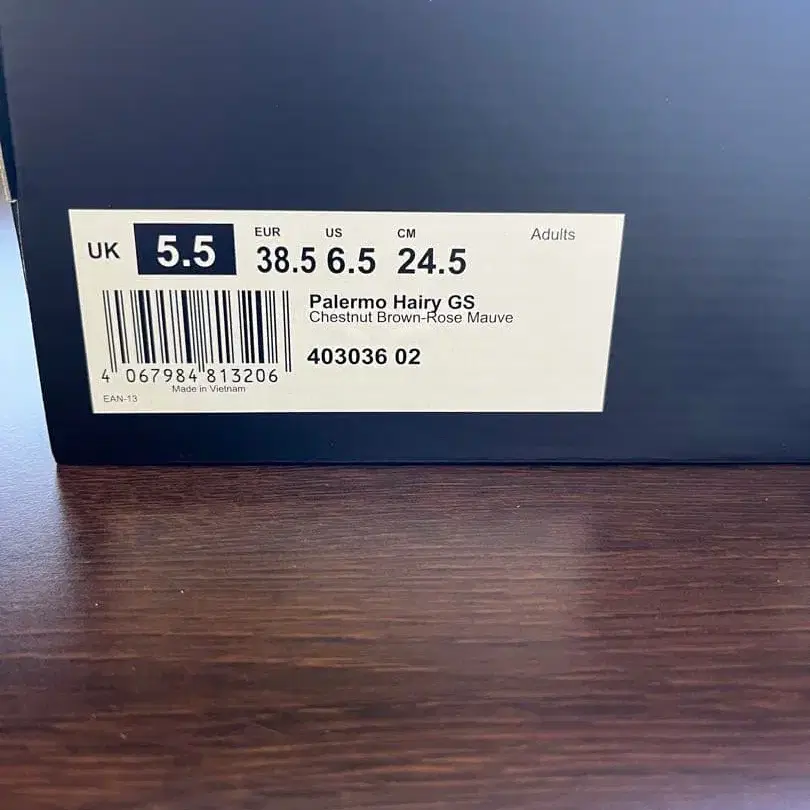 EUR US CM Adults
UK 5.5 38.5 6.5 24.5
Palermo Hairy GS
Chestnut Brown-Rose Mauve
403036 02
4 067984 813206
Made in Vietnam
EAN-13